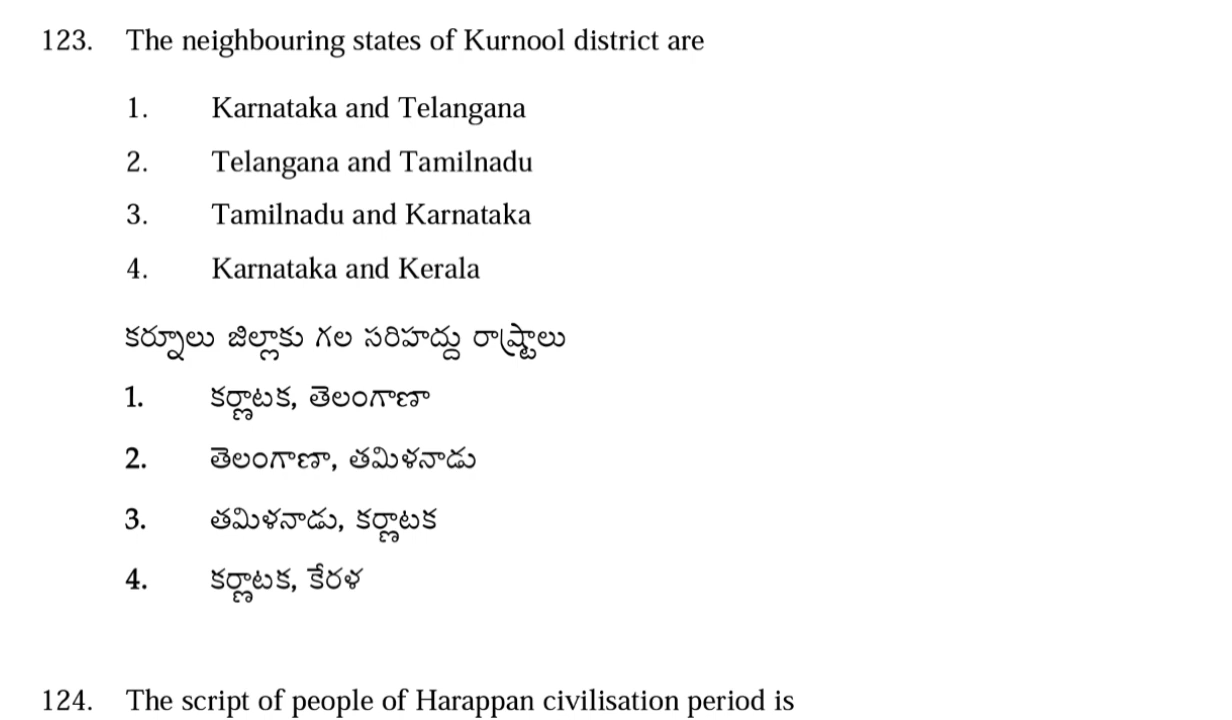 123. The neighbouring states of Kurnool district are
1. Karnataka and Telangana
2. Telangana and Tamilnadu
3. Tamilnadu and Karnataka
4. Karnataka and Kerala
కర్నూలు జిల్లాకు గల సరిహద్దు రాష్ట్రాలు
1. కర్ణాటక, తెలంగాణా
2. తెలంగాణా, తమిళనాడు
3. తమిళనాడు, కర్ణాటక
4. కర్ణాటక, కేరళ
124. The script of people of Harappan civilisation period is